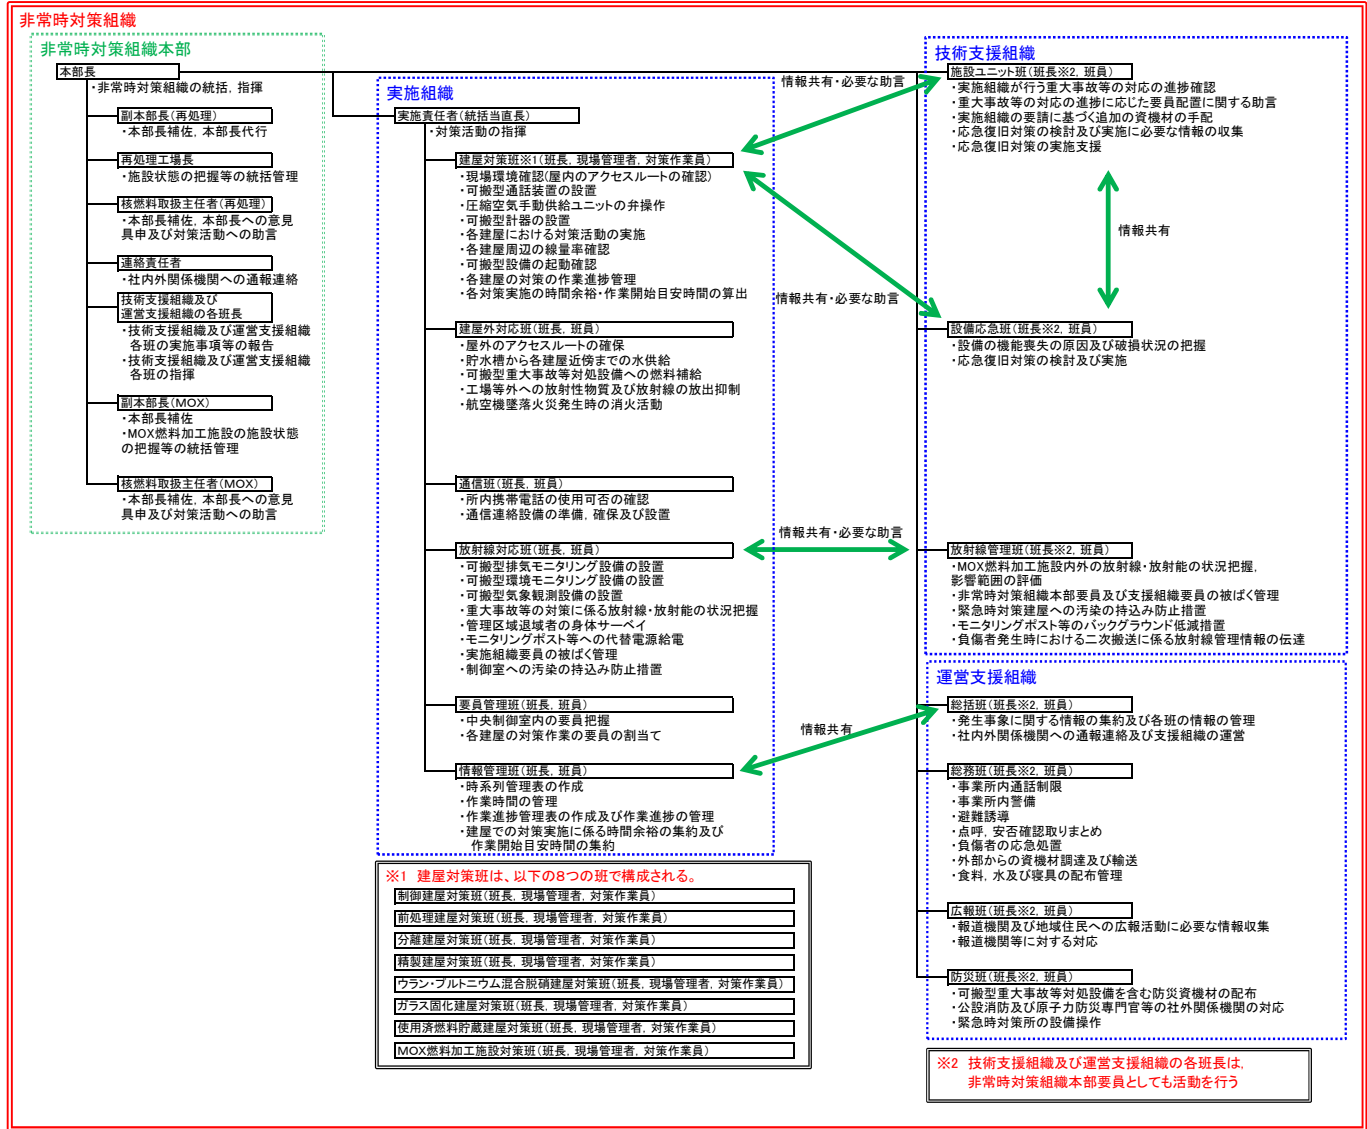 非常時対策組織
非常時対策組織本部
本部長
・非常時対策組織の統括，指揮
副本部長(再処理)
・本部長補佐，本部長代行
再処理工場長
・施設状態の把握等の統括管理
核燃料取扱主任者(再処理)
・本部長補佐，本部長への意見
具申及び対策活動への助言
連絡責任者
・社内外関係機関への通報連絡
技術支援組織及び
運営支援組織の各班長
・技術支援組織及び運営支援組織
各班の実施事項等の報告
・技術支援組織及び運営支援組織
各班の指揮
副本部長(MOX)
・本部長補佐
・MOX燃料加工施設の施設状態
の把握等の統括管理
核燃料取扱主任者(MOX)
・本部長補佐，本部長への意見
具申及び対策活動への助言
実施組織
実施責任者(統括当直長)
・対策活動の指揮
建屋対策班※1(班長，現場管理者，対策作業員)
・現場環境確認(屋内のアクセスルートの確認)
・可搬型通話装置の設置
・圧縮空気手動供給ユニットの弁操作
・可搬型計器の設置
・各建屋における対策活動の実施
・各建屋周辺の線量率確認
・可搬型設備の起動確認
・各建屋の対策の作業進捗管理
・各対策実施の時間余裕・作業開始目安時間の算出
建屋外対応班(班長，班員)
・屋外のアクセスルートの確保
・貯水槽から各建屋近傍までの水供給
・可搬型重大事故等対処設備への燃料補給
・工場等外への放射性物質及び放射線の放出抑制
・航空機墜落火災発生時の消火活動
通信班(班長，班員)
・所内携帯電話の使用可否の確認
・通信連絡設備の準備，確保及び設置
放射線対応班(班長，班員)
・可搬型排気モニタリング設備の設置
・可搬型環境モニタリング設備の設置
・可搬型気象観測設備の設置
・重大事故等の対策に係る放射線・放射能の状況把握
・管理区域退域者の身体サーベイ
・モニタリングポスト等への代替電源給電
・実施組織要員の被ばく管理
・制御室への汚染の持込み防止措置
要員管理班(班長，班員)
・中央制御室内の要員把握
・各建屋の対策作業の要員の割当て
情報管理班(班長，班員)
・時系列管理表の作成
・作業時間の管理
・作業進捗管理表の作成及び作業進捗の管理
・建屋での対策実施に係る時間余裕の集約及び
作業開始目安時間の集約
※1 建屋対策班は、以下の8つの班で構成される。
制御建屋対策班(班長，現場管理者，対策作業員)
前処理建屋対策班(班長，現場管理者，対策作業員)
分離建屋対策班(班長，現場管理者，対策作業員)
精製建屋対策班(班長，現場管理者，対策作業員)
ウラン・プルトニウム混合脱硝建屋対策班(班長，現場管理者，対策作業員)
ガラス固化建屋対策班(班長，現場管理者，対策作業員)
使用済燃料貯蔵建屋対策班(班長，現場管理者，対策作業員)
MOX燃料加工施設対策班(班長，現場管理者，対策作業員)
情報共有・必要な助言
情報共有・必要な助言
情報共有・必要な助言
情報共有
技術支援組織
施設ユニット班(班長※2，班員)
・実施組織が行う重大事故等の対応の進捗確認
・重大事故等の対応の進捗に応じた要員配置に関する助言
・実施組織の要請に基づく追加の資機材の手配
・応急復旧対策の検討及び実施に必要な情報の収集
・応急復旧対策の実施支援
情報共有
設備応急班(班長※2，班員)
・設備の機能喪失の原因及び破損状況の把握
・応急復旧対策の検討及び実施
放射線管理班(班長※2，班員)
・MOX燃料加工施設内外の放射線・放射能の状況把握，
影響範囲の評価
・非常時対策組織本部要員及び支援組織要員の被ばく管理
・緊急時対策建屋への汚染の持込み防止措置
・モニタリングポスト等のバックグラウンド低減措置
・負傷者発生時における二次搬送に係る放射線管理情報の伝達
運営支援組織
総括班(班長※2，班員)
・発生事象に関する情報の集約及び各班の情報の管理
・社内外関係機関への通報連絡及び支援組織の運営
総務班(班長※2，班員)
・事業所内通話制限
・事業所内警備
・避難誘導
・点呼，安否確認取りまとめ
・負傷者の応急処置
・外部からの資機材調達及び輸送
・食料，水及び寝具の配布管理
広報班(班長※2，班員)
・報道機関及び地域住民への広報活動に必要な情報収集
・報道機関等に対する対応
防災班(班長※2，班員)
・可搬型重大事故等対処設備を含む防災資機材の配布
・公設消防及び原子力防災専門官等の社外関係機関の対応
・緊急時対策所の設備操作
※2 技術支援組織及び運営支援組織の各班長は，
非常時対策組織本部要員としても活動を行う